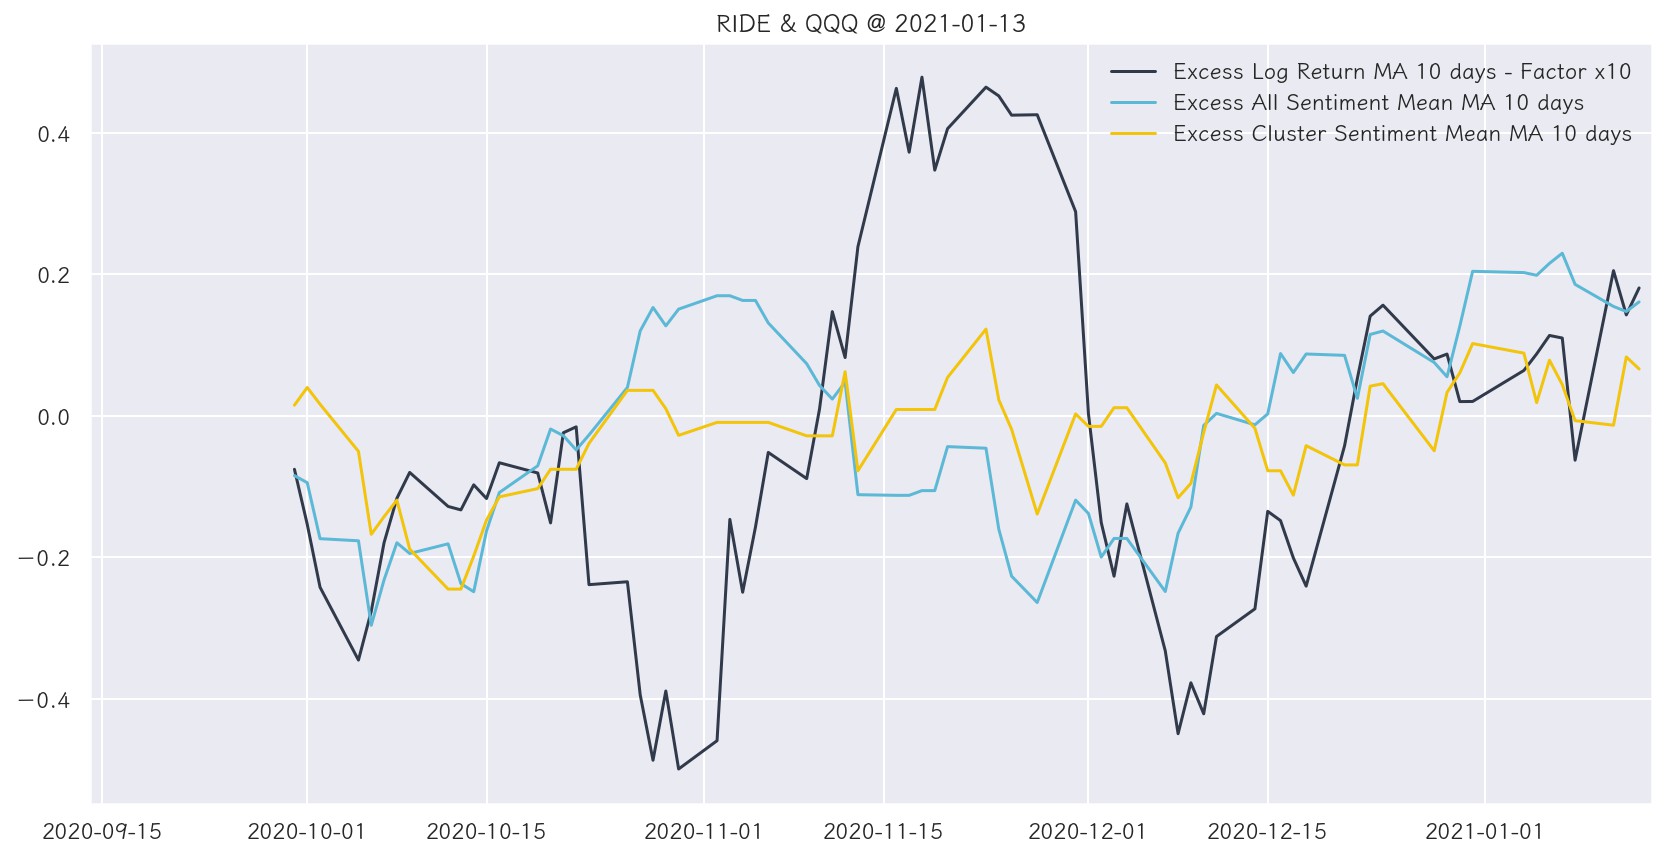 RIDE & QQQ @ 2021-01-13
Excess Log Return MA 10 days - Factor x10
Excess All Sentiment Mean MA 10 days
Excess Cluster Sentiment Mean MA 10 days
0.4
0.2
0.0
−0.2
−0.4
2020-09-15 2020-10-01 2020-10-15 2020-11-01 2020-11-15 2020-12-01 2020-12-15 2021-01-01